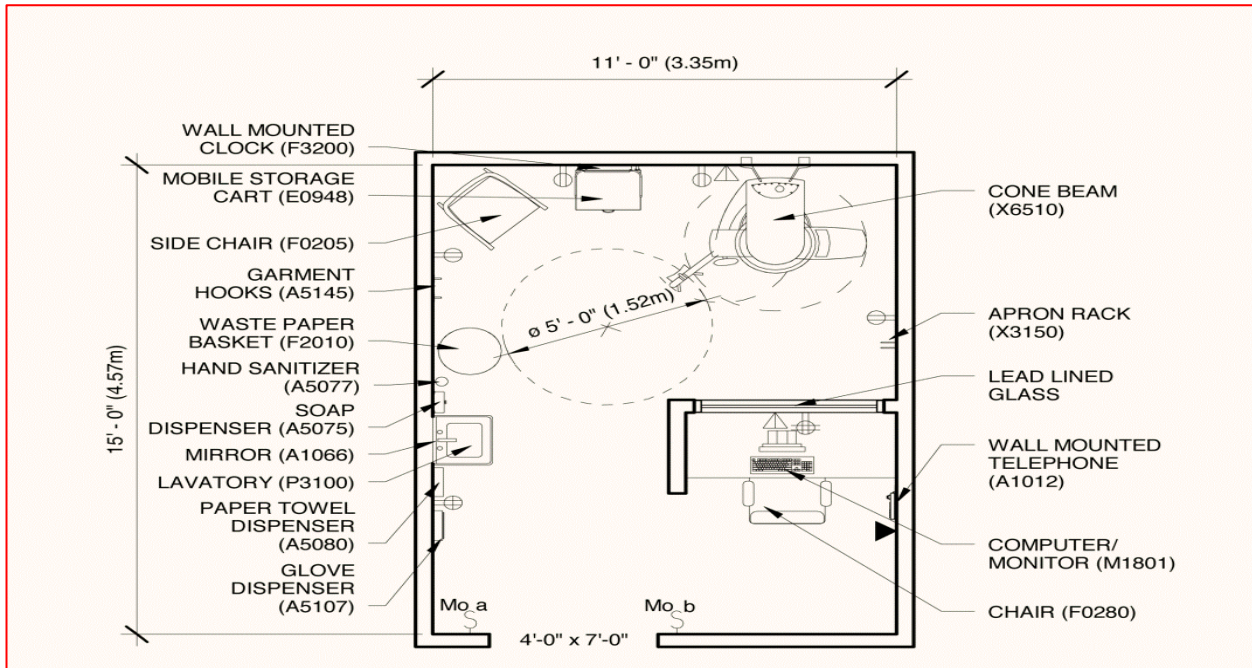 11' - 0" (3.35m)
15' - 0" (4.57m)
WALL MOUNTED
CLOCK (F3200)
MOBILE STORAGE
CART (E0948)
SIDE CHAIR (F0205)
GARMENT
HOOKS (A5145)
WASTE PAPER
BASKET (F2010)
HAND SANITIZER
(A5077)
SOAP
DISPENSER (A5075)
MIRROR (A1066)
LAVATORY (P3100)
PAPER TOWEL
DISPENSER
(A5080)
GLOVE
DISPENSER
(A5107)
ø 5' - 0" (1.52m)
CONE BEAM
(X6510)
APRON RACK
(X3150)
LEAD LINED
GLASS
WALL MOUNTED
TELEPHONE
(A1012)
COMPUTER/
MONITOR (M1801)
CHAIR (F0280)
Mo a
Mo b
4'-0" x 7'-0"